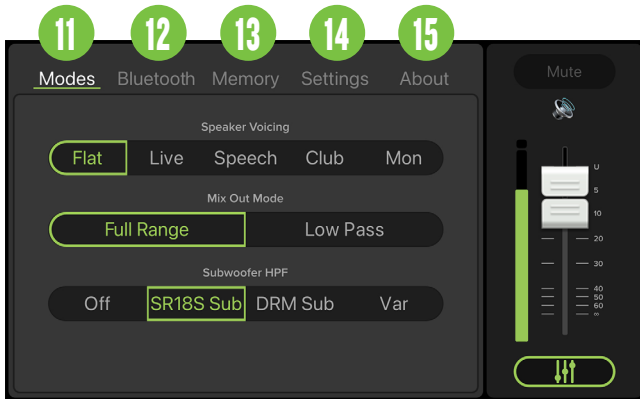 11 12 13 14 15
Modes Bluetooth Memory Settings About
Mute
Speaker Voicing
Flat Live Speech Club Mon
Mix Out Mode
Full Range Low Pass
Subwoofer HPF
Off SR18S Sub DRM Sub Var
U
5
10
20
30
40
50
60
∞